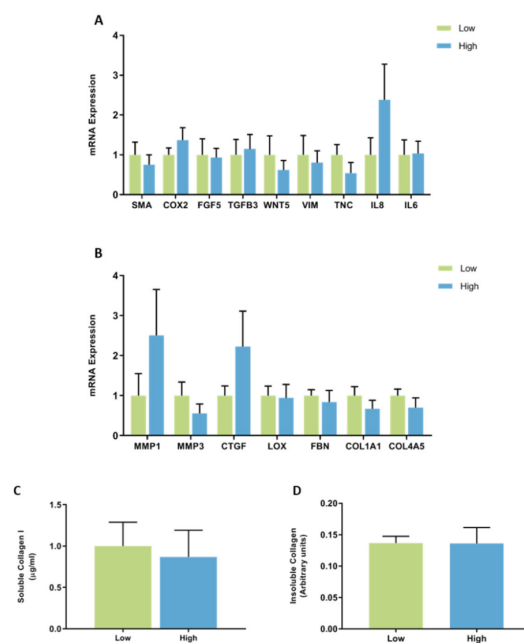 A
Low
High
mRNA Expression
4
3
2
1
0
SMA COX2 FGF5 TGFB3 WNT5 VIM TNC IL8 IL6
B
Low
High
mRNA Expression
4
3
2
1
0
MMP1 MMP3 CTGF LOX FBN COL1A1 COL4A5
C
Soluble Collagen I
(µg/ml)
1.5
1.0
0.5
0.0
Low High
D
Insoluble Collagen
(Arbitrary units)
0.20
0.15
0.10
0.05
0.00
Low High